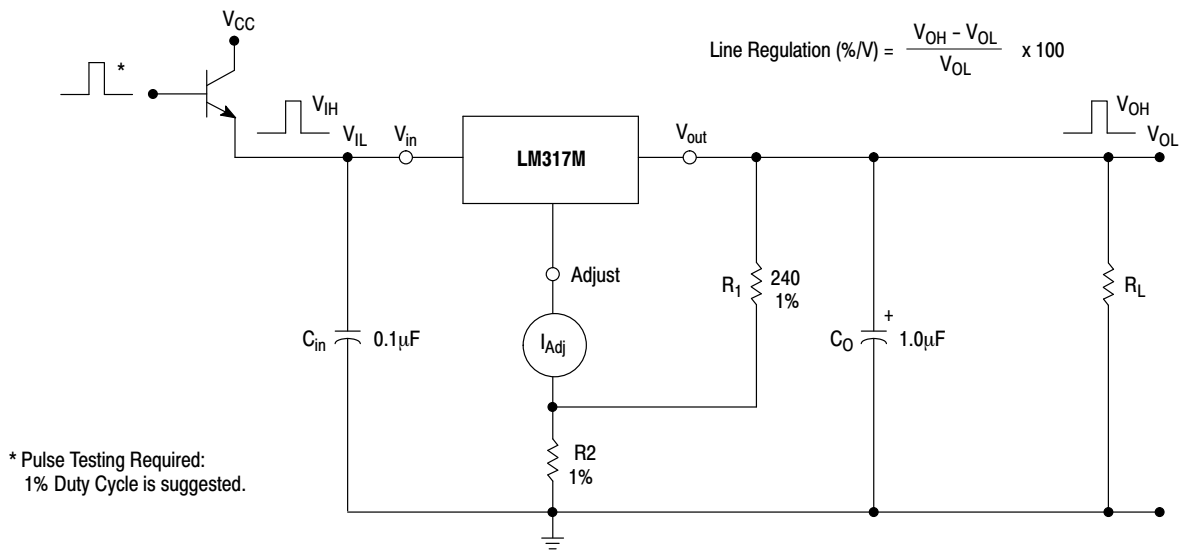 V_CC
Line Regulation (%/V) = V_OH – V_OL / V_OL x 100
*
V_IH
V_IL
V_in
LM317M
V_out
V_OH
V_OL
Adjust
R_1
240
1%
R_L
C_in
0.1µF
I_Adj
C_O
+
1.0µF
R2
1%
* Pulse Testing Required:
1% Duty Cycle is suggested.